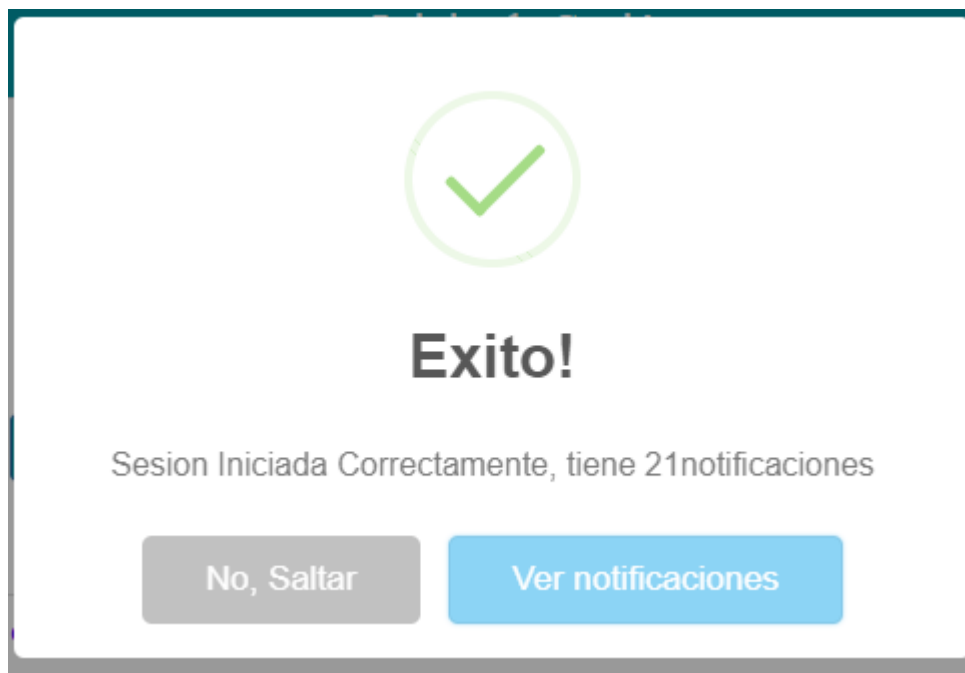 Exito!
Sesion Iniciada Correctamente, tiene 21notificaciones
No, Saltar
Ver notificaciones